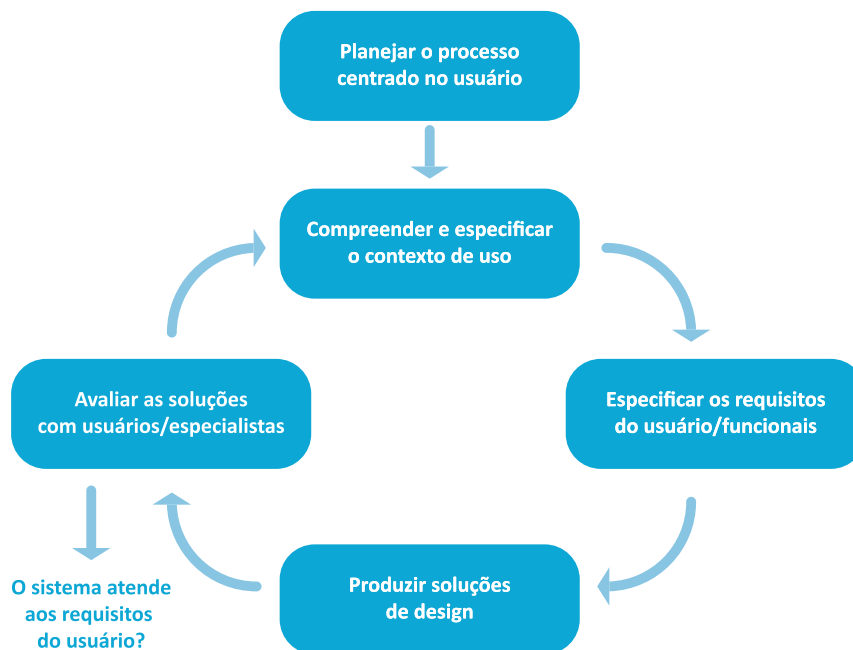 Planejar o processo
centrado no usuário
Compreender e especificar
o contexto de uso
Avaliar as soluções
com usuários/especialistas
Especificar os requisitos
do usuário/funcionais
Produzir soluções
de design
O sistema atende
aos requisitos
do usuário?